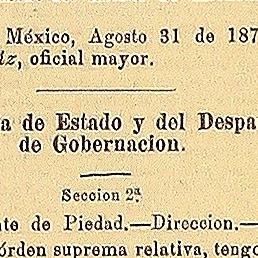 México, Agosto 31 de 187
iz, oficial mayor.
a de Estado y del Despa
de Gobernacion.
Seccion 2ª
te de Piedad.—Direccion.—
órden suprema relativa, tengo